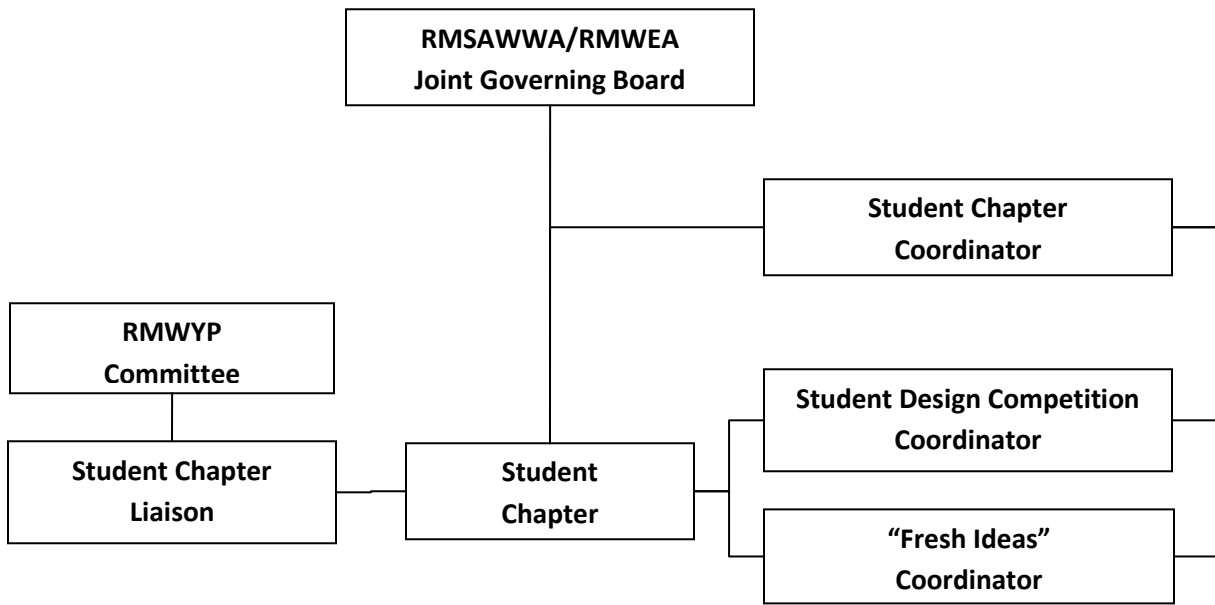 RMSAWWA/RMWEA
Joint Governing Board
Student Chapter
Coordinator
RMWYP
Committee
Student Design Competition
Coordinator
Student Chapter
Liaison
Student
Chapter
“Fresh Ideas”
Coordinator